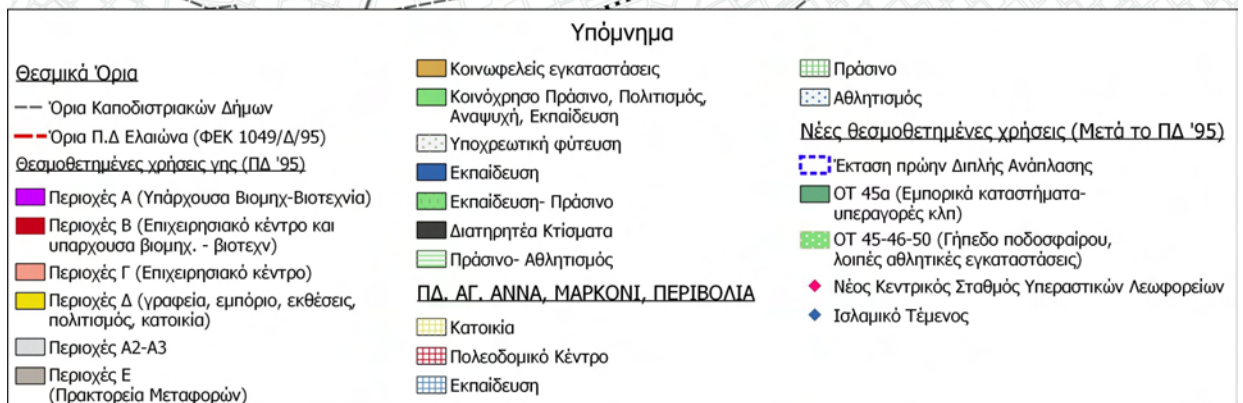 Υπόμνημα
Θεσμικά Όρια
Όρια Καποδιστριακών Δήμων
Όρια Π.Δ Ελαιώνα (ΦΕΚ 1049/Δ/95)
Θεσμοθετημένες χρήσεις γης (ΠΔ '95)
Περιοχές Α (Υπάρχουσα Βιομηχ-Βιοτεχνία)
Περιοχές Β (Επιχειρησιακό κέντρο και
υπαρχουσα βιομηχ. - βιοτεχν)
Περιοχές Γ (Επιχειρησιακό κέντρο)
Περιοχές Δ (γραφεία, εμπόριο, εκθέσεις,
πολιτισμός, κατοικία)
Περιοχές Α2-Α3
Περιοχές Ε
(Πρακτορεία Μεταφορών)
Κοινωφελείς εγκαταστάσεις
Κοινόχρησο Πράσινο, Πολιτισμός,
Αναψυχή, Εκπαίδευση
Υποχρεωτική φύτευση
Εκπαίδευση
Εκπαίδευση- Πράσινο
Διατηρητέα Κτίσματα
Πράσινο- Αθλητισμός
ΠΔ. ΑΓ. ΑΝΝΑ, ΜΑΡΚΟΝΙ, ΠΕΡΙΒΟΛΙΑ
Κατοικία
Πολεοδομικό Κέντρο
Εκπαίδευση
Πράσινο
Αθλητισμός
Νέες θεσμοθετημένες χρήσεις (Μετά το ΠΔ '95)
Έκταση πρώην Διπλής Ανάπλασης
ΟΤ 45α (Εμπορικά καταστήματα-
υπεραγορές κλπ)
ΟΤ 45-46-50 (Γήπεδο ποδοσφαίρου,
λοιπές αθλητικές εγκαταστάσεις)
Νέος Κεντρικός Σταθμός Υπεραστικών Λεωφορείων
Ισλαμικό Τέμενος